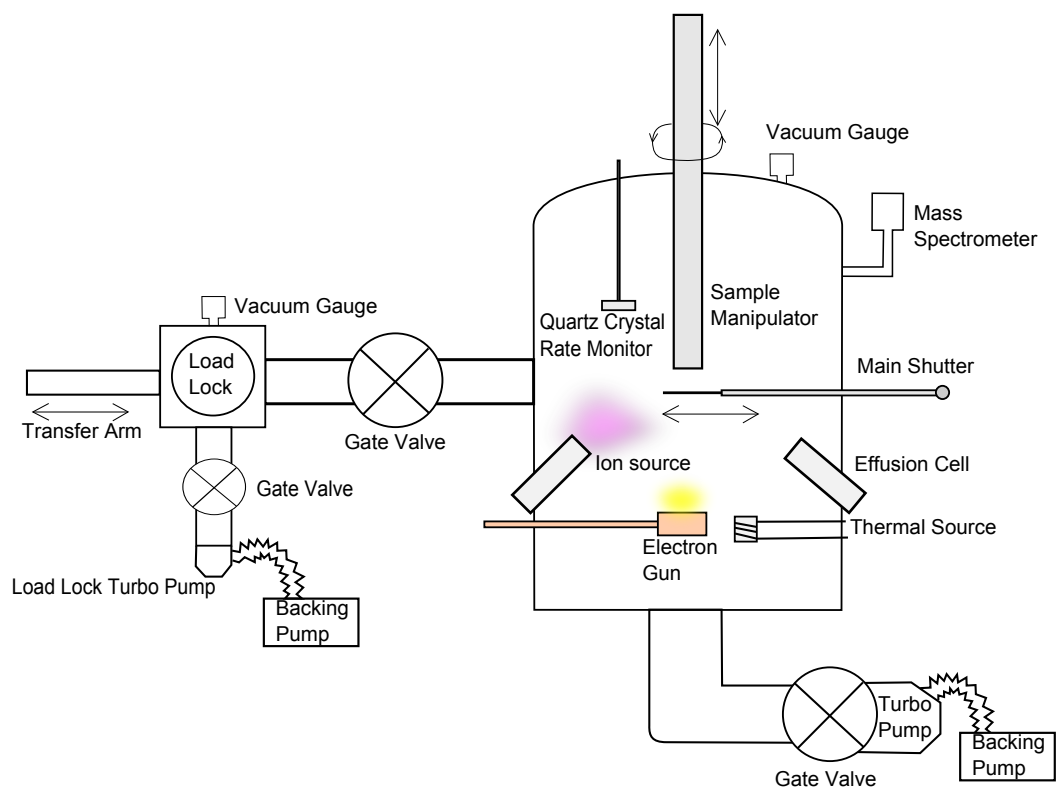 Vacuum Gauge
Mass
Spectrometer
Sample
Manipulator
Quartz Crystal
Rate Monitor
Vacuum Gauge
Load
Lock
Main Shutter
Transfer Arm
Gate Valve
Ion source
Effusion Cell
Gate Valve
Thermal Source
Electron
Gun
Load Lock Turbo Pump
Backing
Pump
Turbo
Pump
Backing
Pump
Gate Valve